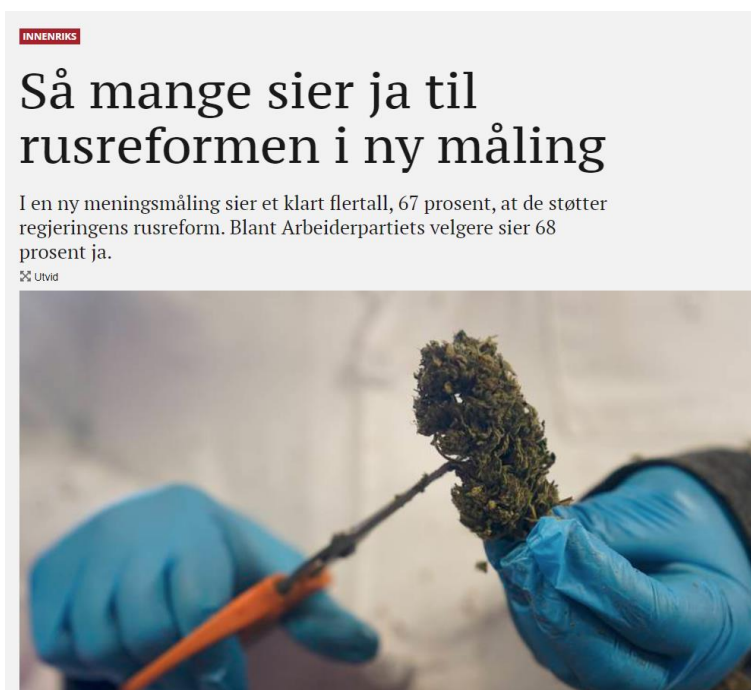 INNENRIKS
Så mange sier ja til
rusreformen i ny måling
I en ny meningsmåling sier et klart flertall, 67 prosent, at de støtter
regjeringens rusreform. Blant Arbeiderpartiets velgere sier 68
prosent ja.
Utvid